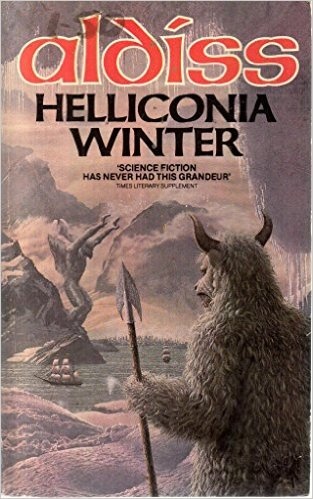 aldiss
HELLICONIA
WINTER
'SCIENCE FICTION
HAS NEVER HAD THIS GRANDEUR'
TIMES LITERARY SUPPLEMENT